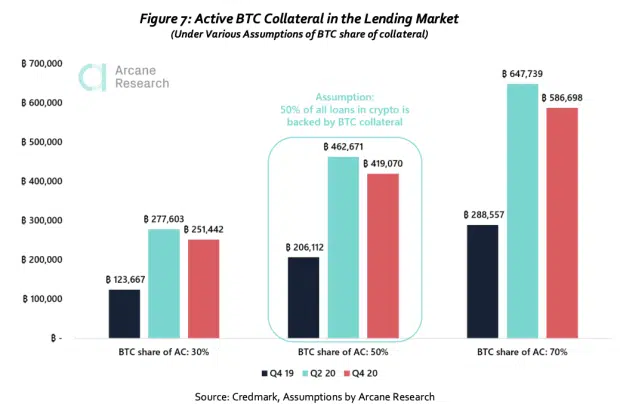 Figure 7: Active BTC Collateral in the Lending Market
(Under Various Assumptions of BTC share of collateral)
฿ 700,000
฿ 600,000
฿ 500,000
฿ 400,000
฿ 300,000
฿ 200,000
฿ 100,000
฿ -
Arcane
Research
Assumption:
50% of all loans in crypto is
backed by BTC collateral
฿ 123,667
฿ 277,603
฿ 251,442
฿ 206,112
฿ 462,671
฿ 419,070
฿ 288,557
฿ 647,739
฿ 586,698
BTC share of AC: 30%
BTC share of AC: 50%
BTC share of AC: 70%
Q4 19
Q2 20
Q4 20
Source: Credmark, Assumptions by Arcane Research